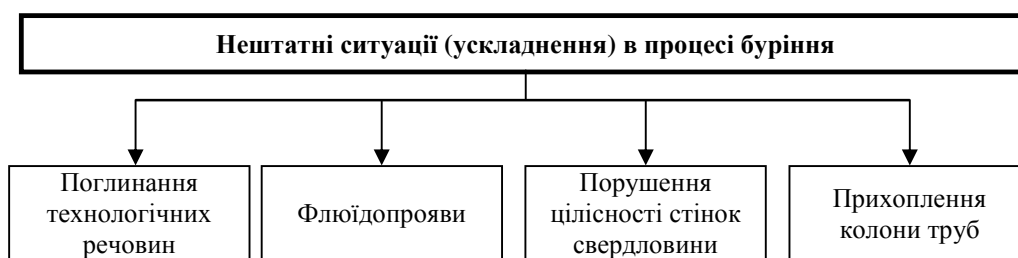 Нештатні ситуації (ускладнення) в процесі буріння
Поглинання
технологічних
речовин
Флюїдопрояви
Порушення
цілісності стінок
свердловини
Прихоплення
колони труб